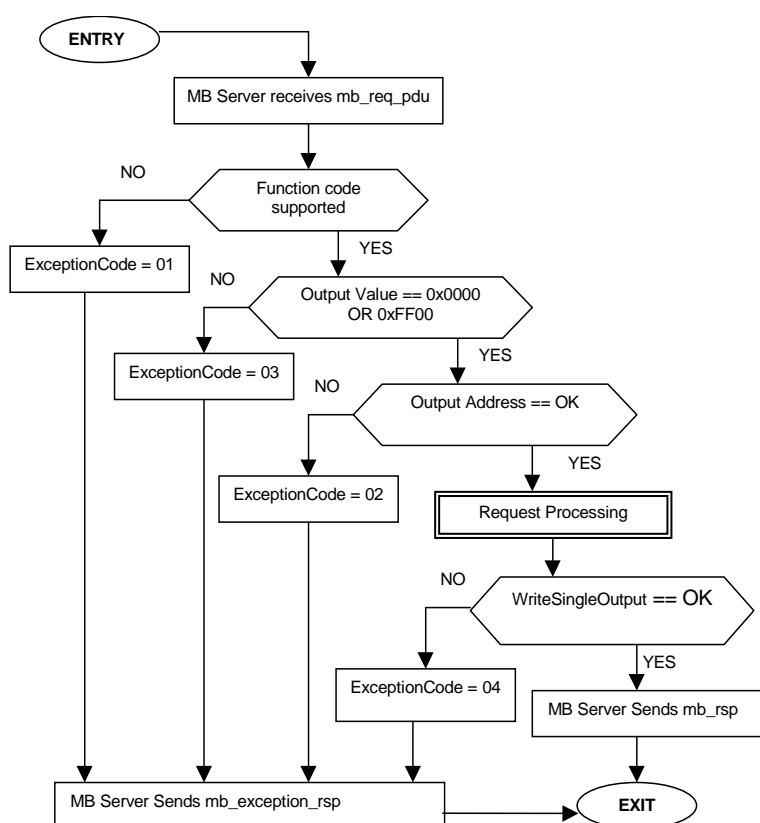 ENTRY
MB Server receives mb_req_pdu
NO
Function code
supported
YES
ExceptionCode = 01
NO
Output Value == 0x0000
OR 0xFF00
YES
ExceptionCode = 03
NO
Output Address == OK
YES
ExceptionCode = 02
Request Processing
NO
WriteSingleOutput == OK
YES
ExceptionCode = 04
MB Server Sends mb_rsp
MB Server Sends mb_exception_rsp
EXIT